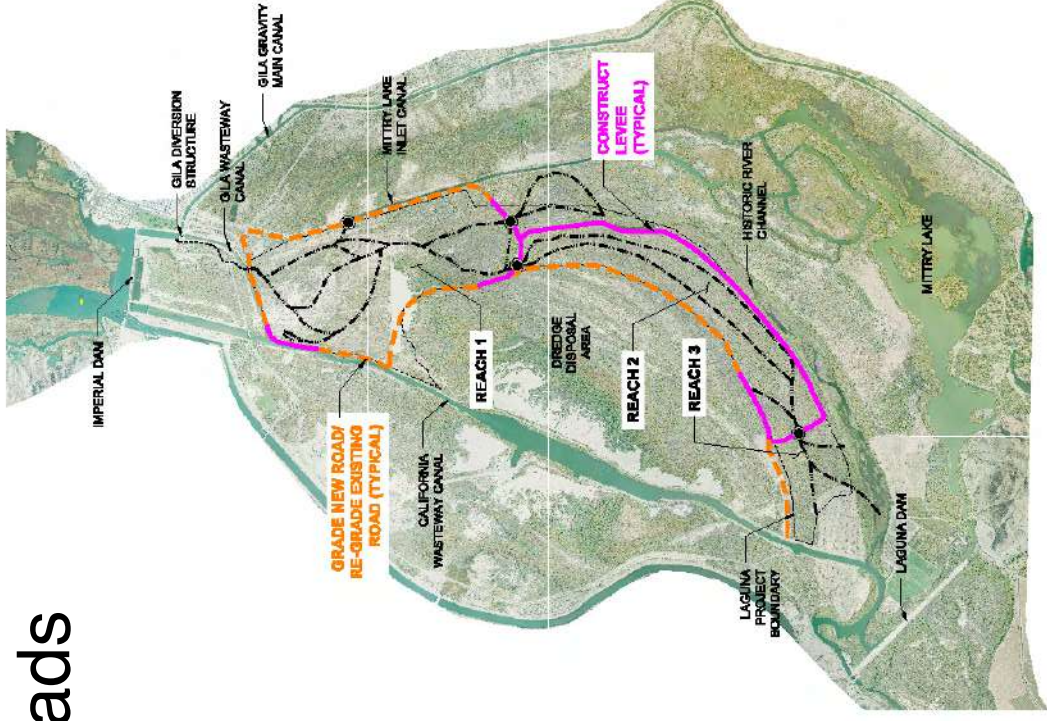 ads
IMPERIAL DAM
GILA DIVERSION
STRUCTURE
GILA WASTEWAY
CANAL
GILA GRAVITY
MAIN CANAL
MITTRY LAKE
INLET CANAL
CONSTRUCT
LEVEE
(TYPICAL)
GRADE NEW ROAD/
RE-GRADE EXISTING
ROAD (TYPICAL)
CALIFORNIA
WASTEWAY CANAL
REACH 1
DREDGE
DISPOSAL
AREA
REACH 2
REACH 3
HISTORIC RIVER
CHANNEL
MITTRY LAKE
LAGUNA
PROJECT
BOUNDARY
LAGUNA DAM